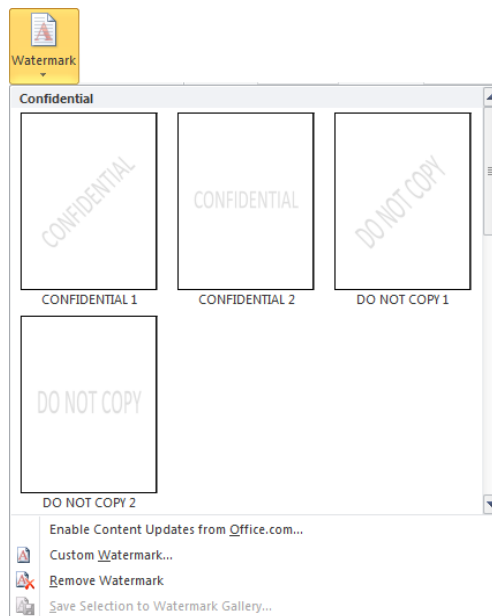 Watermark
Confidential
CONFIDENTIAL
CONFIDENTIAL
DO NOT COPY
CONFIDENTIAL 1
CONFIDENTIAL 2
DO NOT COPY 1
DO NOT COPY
DO NOT COPY 2
Enable Content Updates from Office.com...
Custom Watermark...
Remove Watermark
Save Selection to Watermark Gallery...